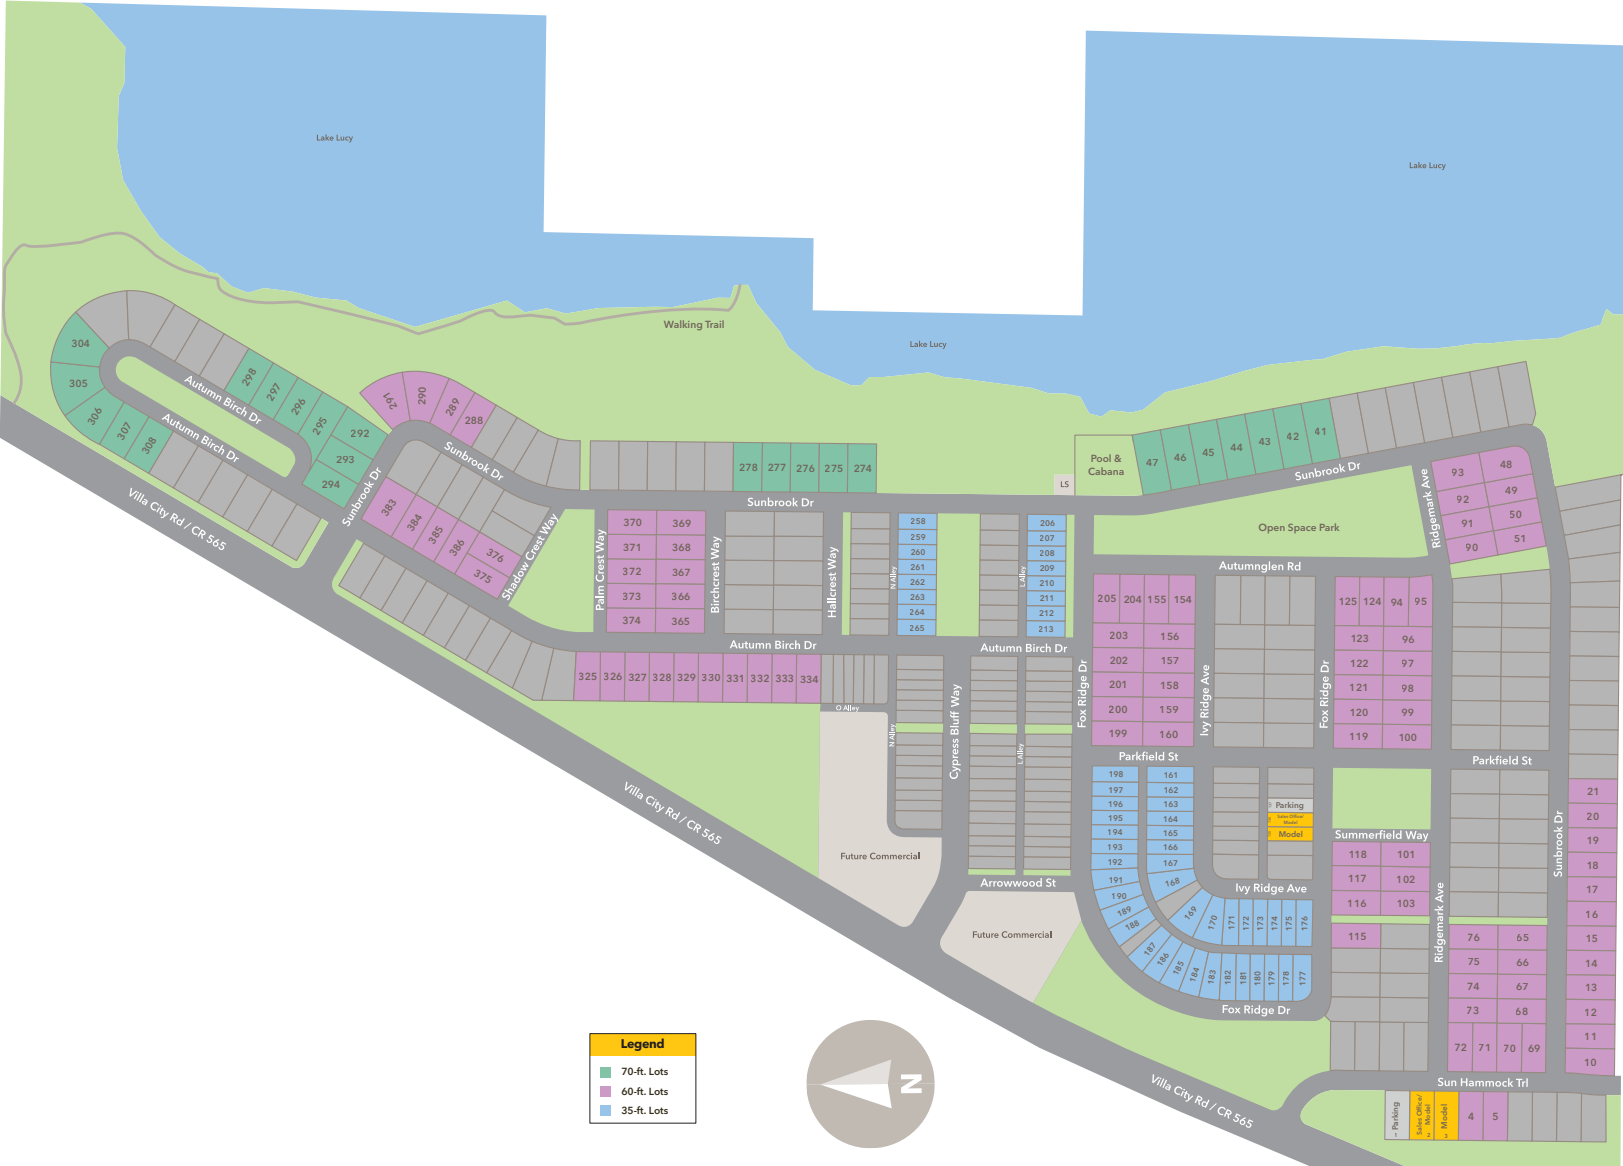 Lake Lucy
Lake Lucy
Lake Lucy
Walking Trail
304
305
306
307
308
298
297
296
295
292
293
294
Autumn Birch Dr
Autumn Birch Dr
291
290
289
288
Sunbrook Dr
Sunbrook Dr
383
384
385
386
376
375
Shadow Crest Way
Villa City Rd / CR 565
278 277 276 275 274
Sunbrook Dr
LS
Pool &
Cabana
47 46 45 44 43 42 41
Sunbrook Dr
Open Space Park
Ridgemark Ave
93 48
92 49
91 50
90 51
Palm Crest Way
370 369
371 368
372 367
373 366
374 365
Birchcrest Way
Hallcrest Way
N Alley
258
259
260
261
262
263
264
265
L Alley
206
207
208
209
210
211
212
213
Autumn Birch Dr
Autumn Birch Dr
325 326 327 328 329 330 331 332 333 334
O Alley
N Alley
Cypress Bluff Way
L Alley
Fox Ridge Dr
Autumnglen Rd
205 204 155 154
203 156
202 157
201 158
200 159
199 160
Ivy Ridge Ave
Fox Ridge Dr
125 124 94 95
123 96
122 97
121 98
120 99
119 100
Parkfield St
Parkfield St
198 161
197 162
196 163
195 164
194 165
193 166
192 167
191 168
190
189
188
187
186
185
184
183
182
181
180
179
178
177
169
170
171
172
173
174
175
176
Parking
Sales Office/
Model
Model
Ivy Ridge Ave
Fox Ridge Dr
Summerfield Way
118 101
117 102
116 103
115
Ridgemark Ave
Sunbrook Dr
76 65
75 66
74 67
73 68
72 71 70 69
21
20
19
18
17
16
15
14
13
12
11
10
Sun Hammock Trl
1 Parking
Sales Office/
Model 2
Model 3
4 5
Arrowwood St
Future Commercial
Future Commercial
Villa City Rd / CR 565
Villa City Rd / CR 565
Legend
70-ft. Lots
60-ft. Lots
35-ft. Lots
N